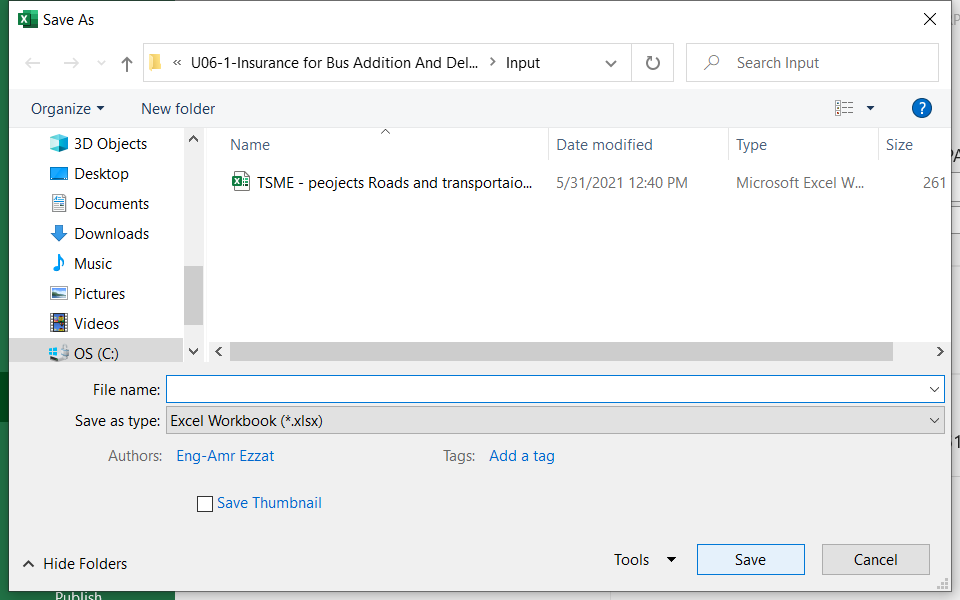 Save As
« U06-1-Insurance for Bus Addition And Del... > Input
Search Input
Organize
New folder
?
3D Objects
Desktop
Documents
Downloads
Music
Pictures
Videos
OS (C:)
Name
Date modified
Type
Size
TSME - peojects Roads and transportaio...
5/31/2021 12:40 PM
Microsoft Excel W...
261
File name:
Save as type:
Excel Workbook (*.xlsx)
Authors:
Eng-Amr Ezzat
Tags:
Add a tag
Save Thumbnail
Hide Folders
Tools
Save
Cancel
Publish